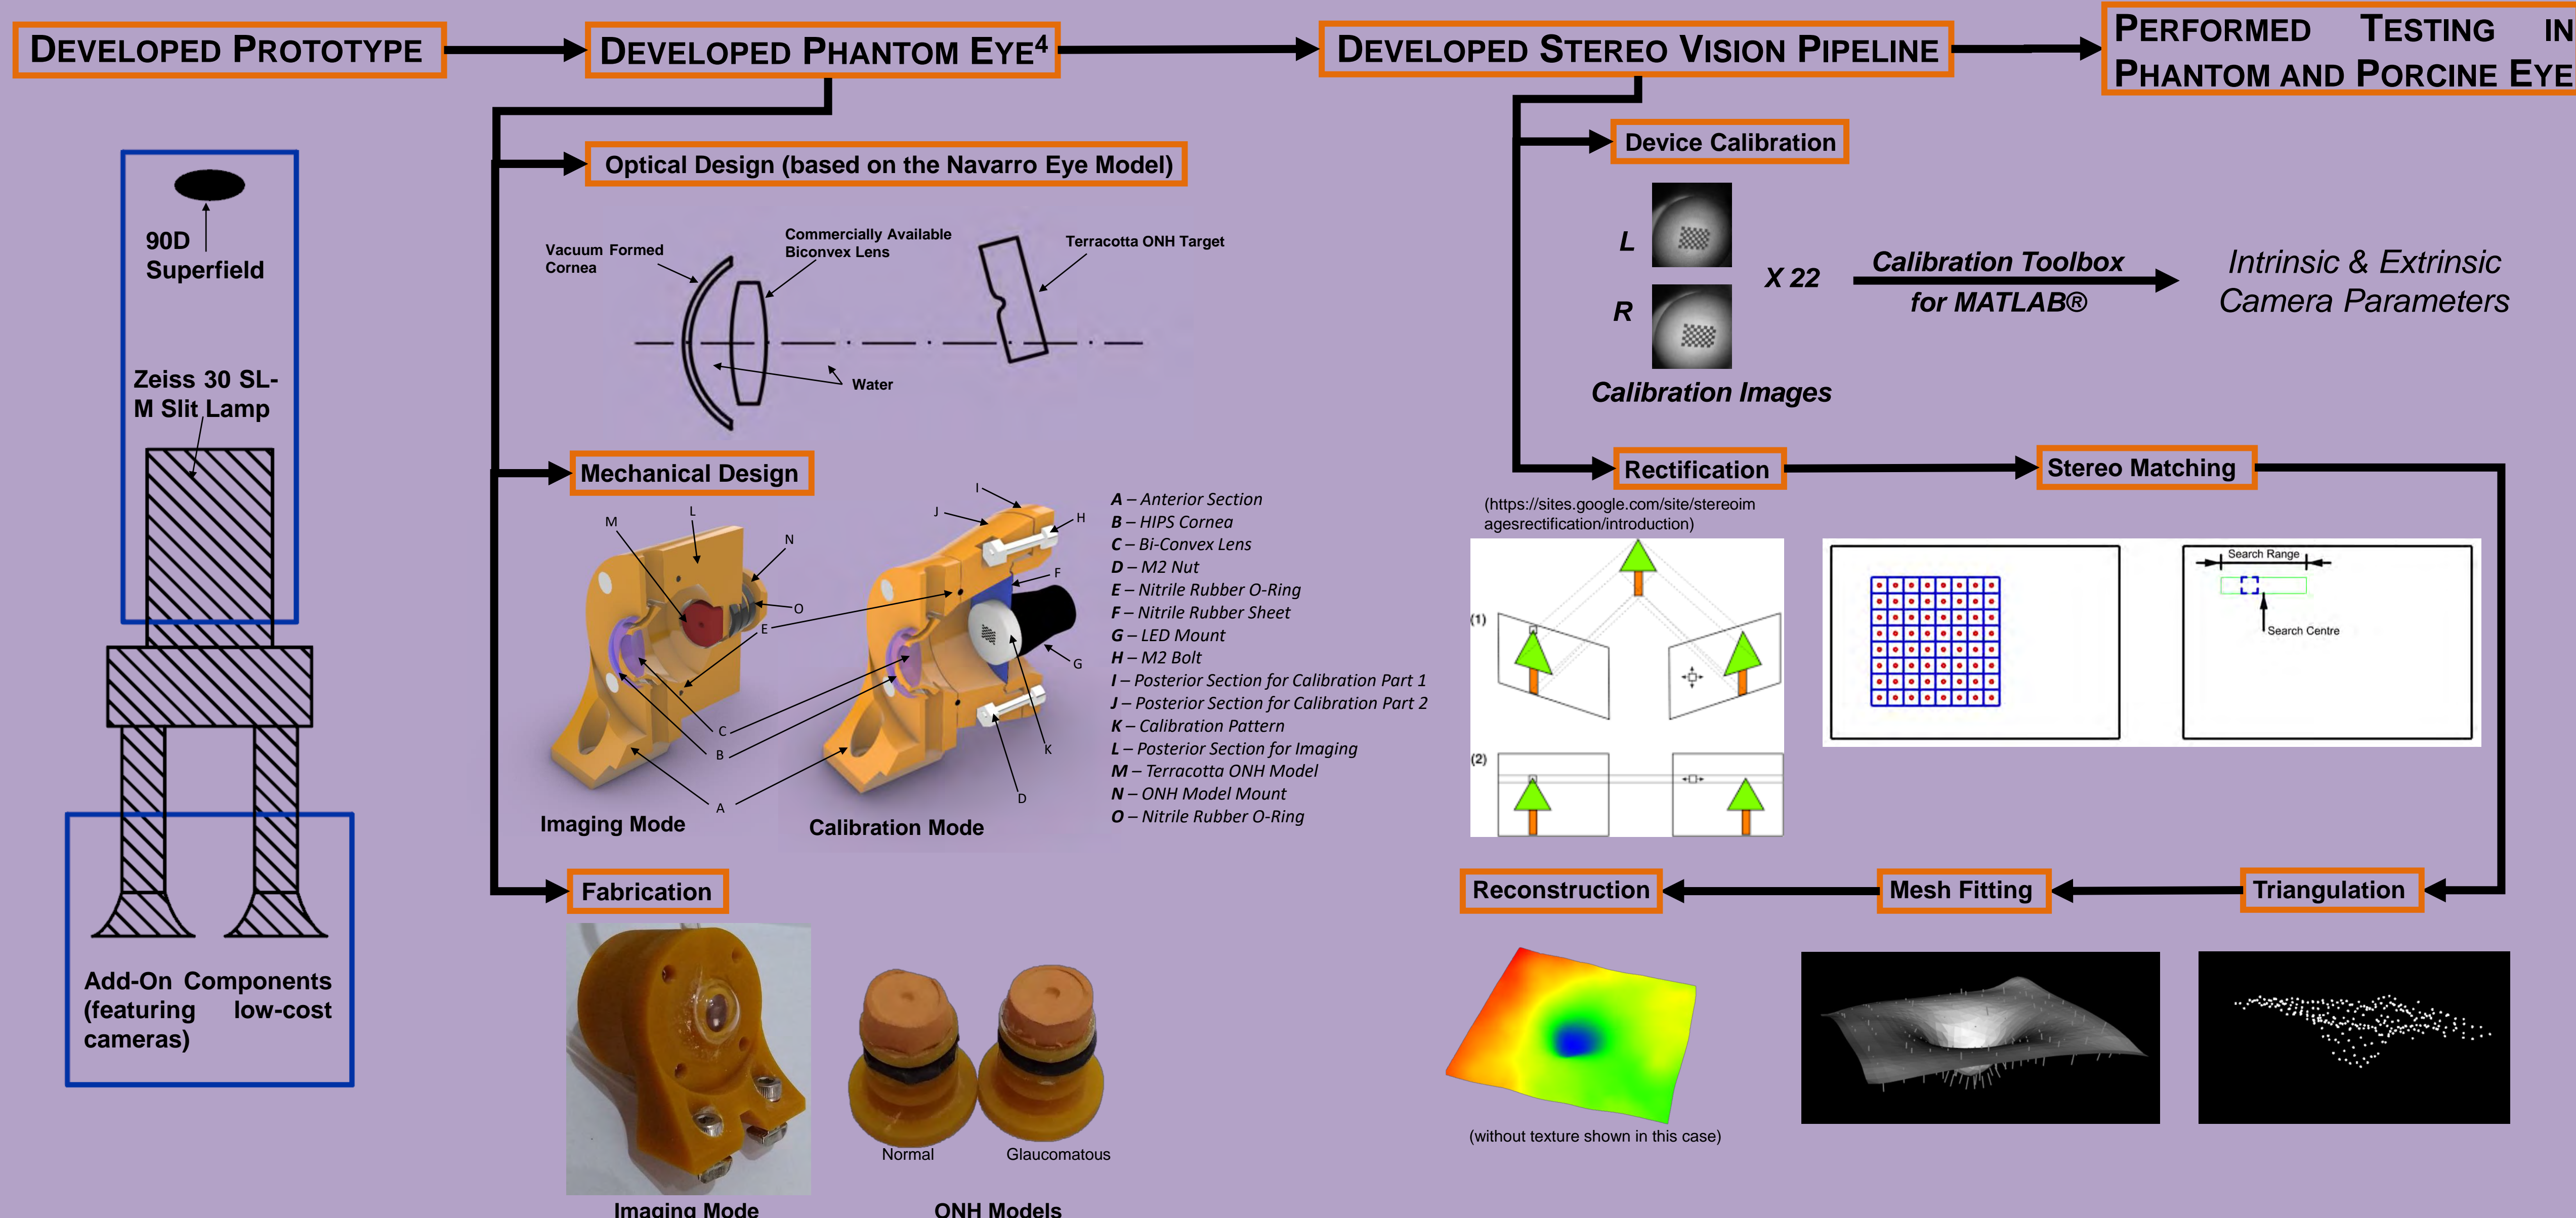 DEVELOPED PROTOTYPE
DEVELOPED PHANTOM EYE4
DEVELOPED STEREO VISION PIPELINE
PERFORMED TESTING IN
PHANTOM AND PORCINE EYE
90D
Superfield
Zeiss 30 SL-
M Slit Lamp
Add-On Components
(featuring low-cost
cameras)
Optical Design (based on the Navarro Eye Model)
Vacuum Formed
Cornea
Commercially Available
Biconvex Lens
Terracotta ONH Target
Water
Mechanical Design
M
L
N
O
E
C
B
A
I
J
H
F
G
K
D
Imaging Mode
Calibration Mode
A – Anterior Section
B – HIPS Cornea
C – Bi-Convex Lens
D – M2 Nut
E – Nitrile Rubber O-Ring
F – Nitrile Rubber Sheet
G – LED Mount
H – M2 Bolt
I – Posterior Section for Calibration Part 1
J – Posterior Section for Calibration Part 2
K – Calibration Pattern
L – Posterior Section for Imaging
M – Terracotta ONH Model
N – ONH Model Mount
O – Nitrile Rubber O-Ring
Fabrication
Normal
Glaucomatous
Imaging Mode
ONH Models
Device Calibration
L
R
X 22
Calibration Images
Calibration Toolbox
for MATLAB®
Intrinsic & Extrinsic
Camera Parameters
Rectification
(https://sites.google.com/site/stereoim
agesrectification/introduction)
(1)
(2)
Stereo Matching
Search Range
Search Centre
Reconstruction
Mesh Fitting
Triangulation
(without texture shown in this case)